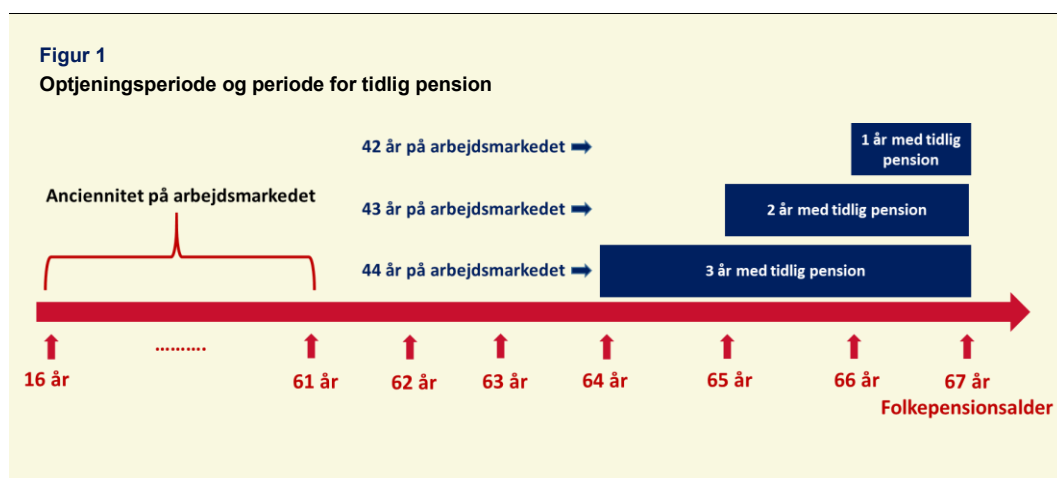 Figur 1
Optjeningsperiode og periode for tidlig pension
42 år på arbejdsmarkedet
1 år med tidlig
pension
Anciennitet på arbejdsmarkedet
43 år på arbejdsmarkedet
2 år med tidlig pension
44 år på arbejdsmarkedet
3 år med tidlig pension
..........
16 år
61 år
62 år
63 år
64 år
65 år
66 år
67 år
Folkepensionsalder